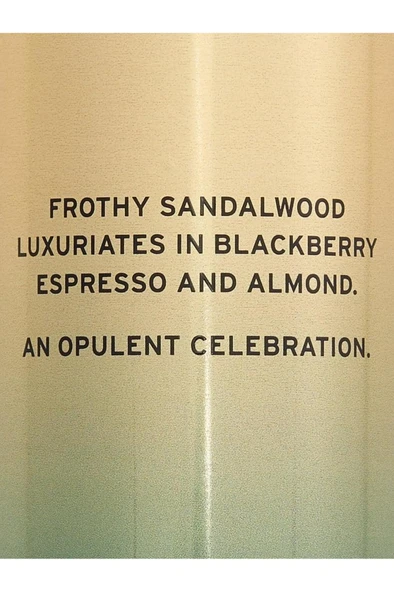 FROTHY SANDALWOOD
LUXURIATES IN BLACKBERRY
ESPRESSO AND ALMOND.
AN OPULENT CELEBRATION.